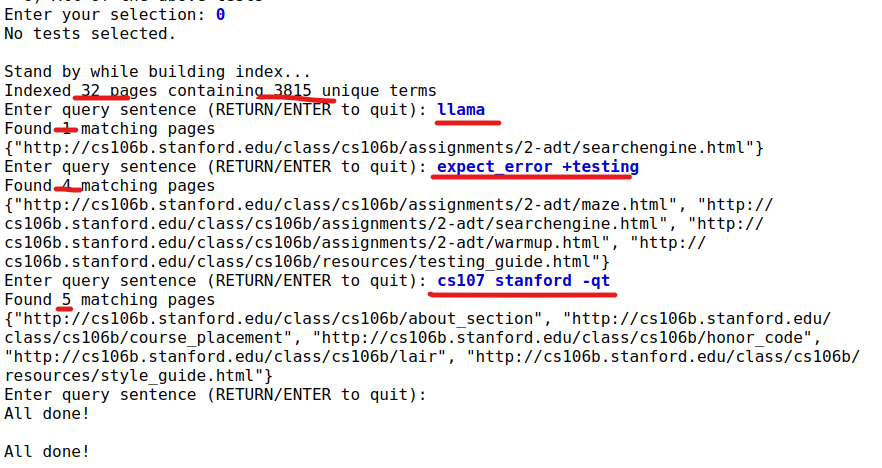 Enter your selection: 0
No tests selected.
Stand by while building index...
Indexed 32 pages containing 3815 unique terms
Enter query sentence (RETURN/ENTER to quit): llama
Found 1 matching pages
{"http://cs106b.stanford.edu/class/cs106b/assignments/2-adt/searchengine.html"}
Enter query sentence (RETURN/ENTER to quit): expect_error +testing
Found 4 matching pages
{"http://cs106b.stanford.edu/class/cs106b/assignments/2-adt/maze.html", "http://
cs106b.stanford.edu/class/cs106b/assignments/2-adt/searchengine.html", "http://
cs106b.stanford.edu/class/cs106b/assignments/2-adt/warmup.html", "http://
cs106b.stanford.edu/class/cs106b/resources/testing_guide.html"}
Enter query sentence (RETURN/ENTER to quit): cs107 stanford -qt
Found 5 matching pages
{"http://cs106b.stanford.edu/class/cs106b/about_section", "http://cs106b.stanford.edu/
class/cs106b/course_placement", "http://cs106b.stanford.edu/class/cs106b/honor_code",
"http://cs106b.stanford.edu/class/cs106b/lair", "http://cs106b.stanford.edu/class/cs106b/
resources/style_guide.html"}
Enter query sentence (RETURN/ENTER to quit):
All done!
All done!